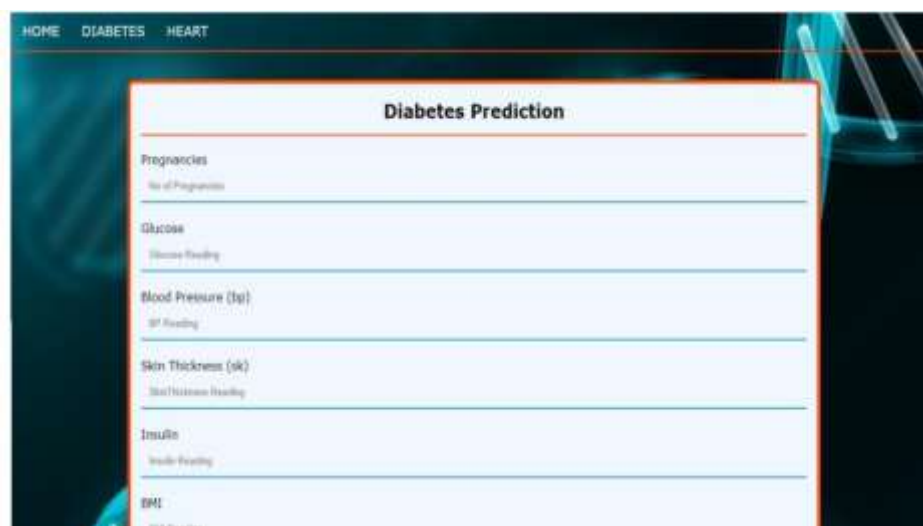 HOME DIABETES HEART
Diabetes Prediction
Pregnancies
No of Pregnancies
Glucose
Glucose Reading
Blood Pressure (bp)
BP Reading
Skin Thickness (sk)
SkinThickness Reading
Insulin
Insulin Reading
BMI